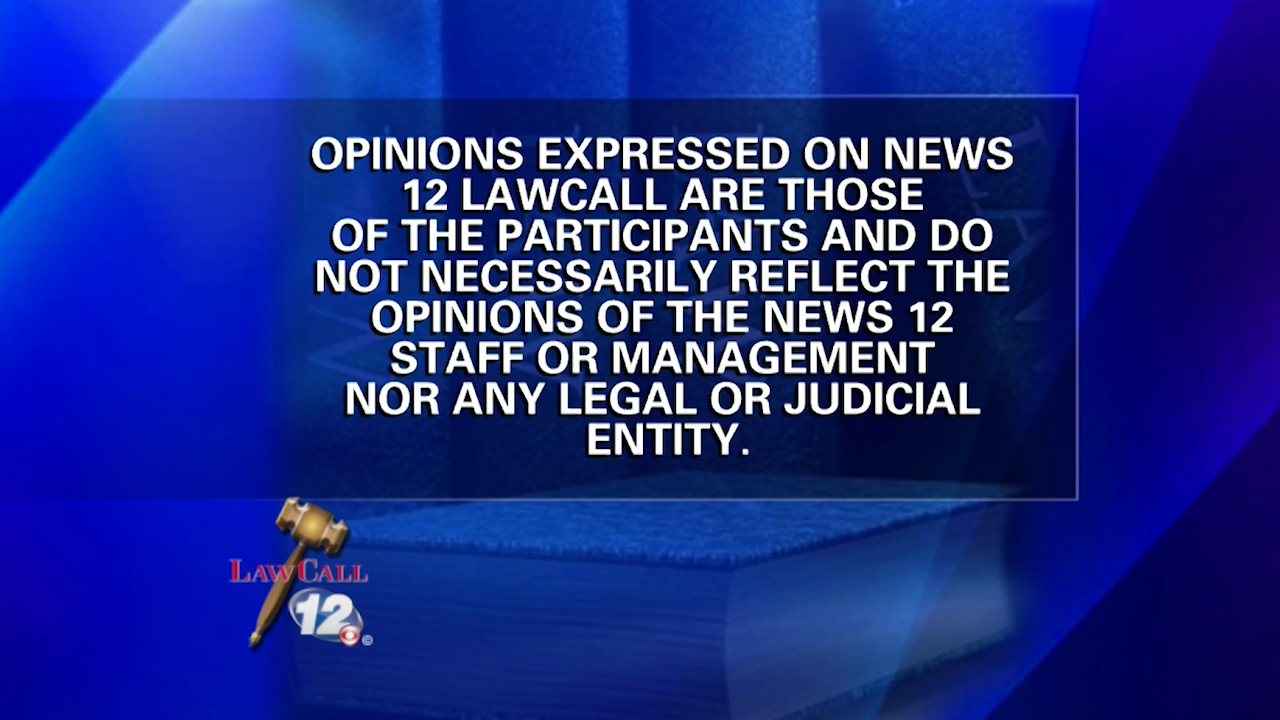 OPINIONS EXPRESSED ON NEWS
12 LAWCALL ARE THOSE
OF THE PARTICIPANTS AND DO
NOT NECESSARILY REFLECT THE
OPINIONS OF THE NEWS 12
STAFF OR MANAGEMENT
NOR ANY LEGAL OR JUDICIAL
ENTITY.
LAWCALL
12
©